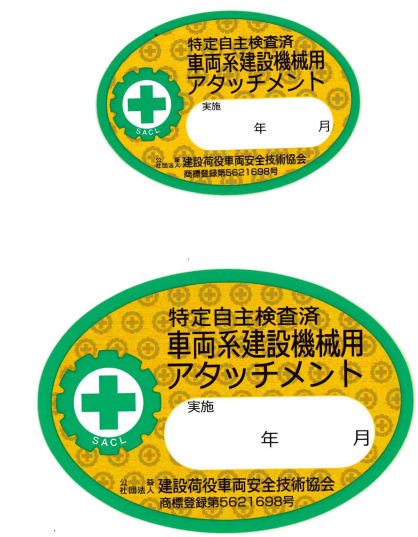 特定自主検査済
車両系建設機械用
アタッチメント
実施
年 月
SACL
公益社団法人 建設荷役車両安全技術協会
商標登録第5621698号
特定自主検査済
車両系建設機械用
アタッチメント
実施
年 月
SACL
公益社団法人 建設荷役車両安全技術協会
商標登録第5621698号